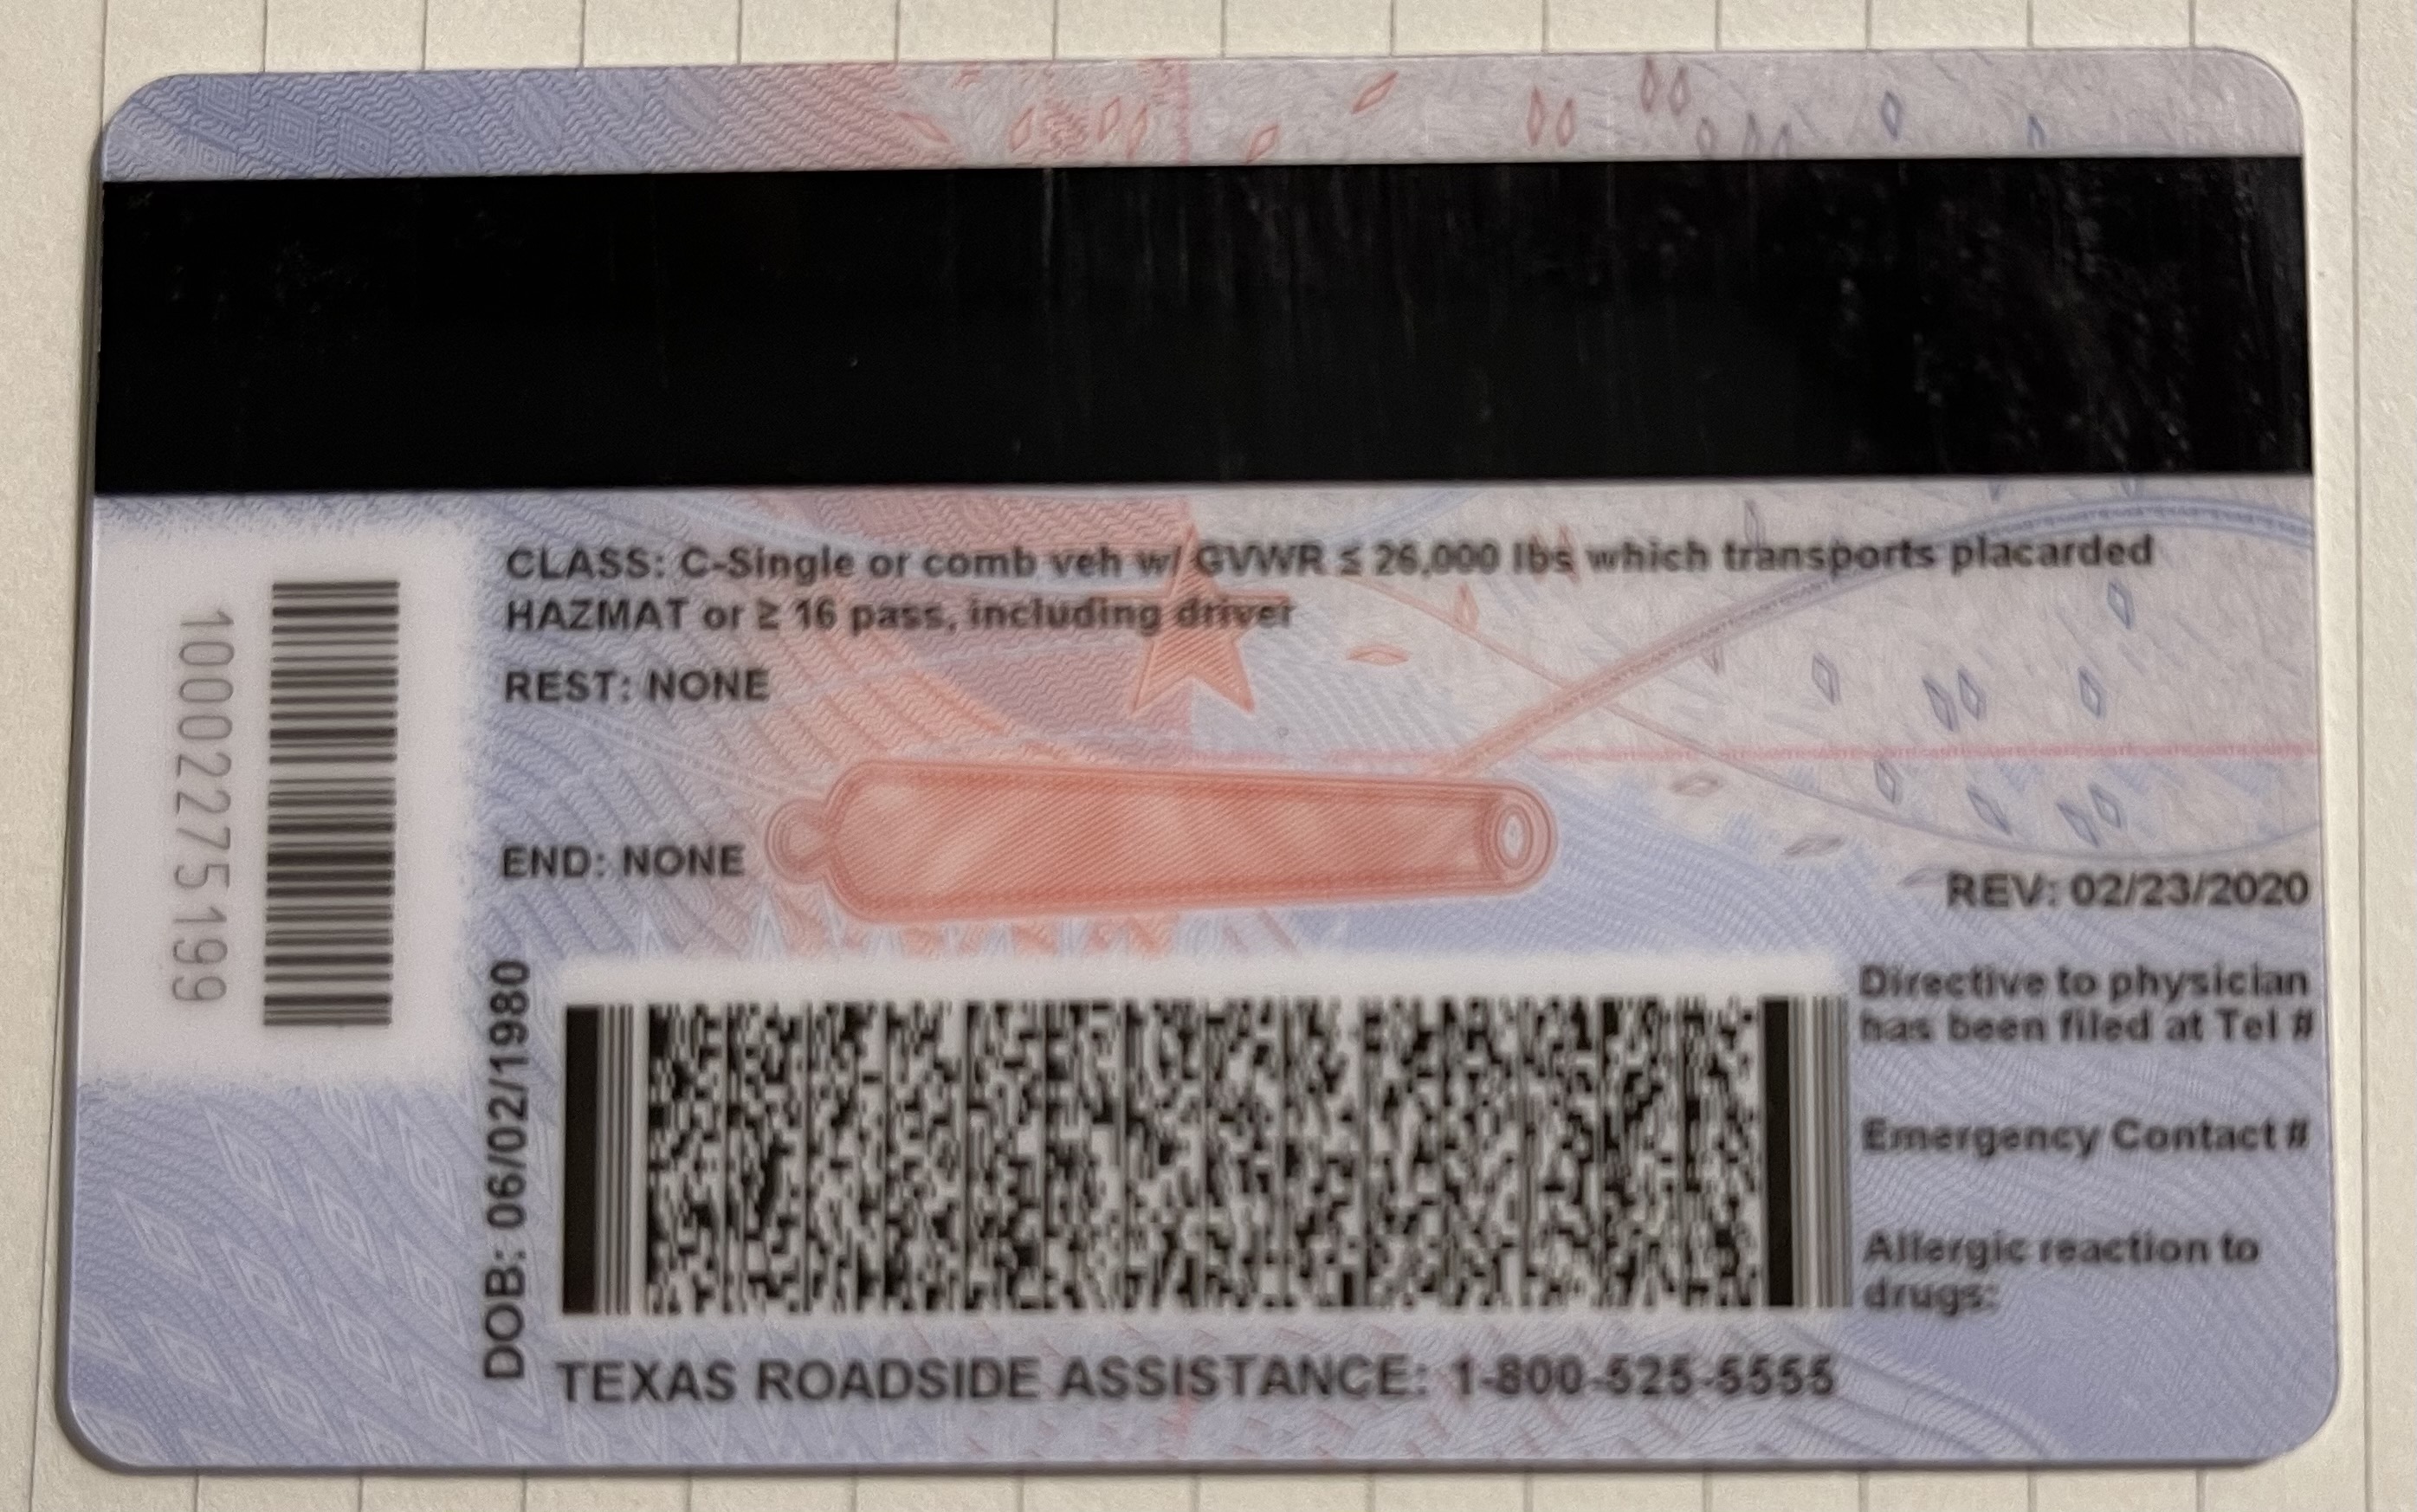 10002275199
CLASS: C-Single or comb veh w/ GVWR ≤ 26,000 lbs which transports placarded
HAZMAT or ≥ 16 pass, including driver
REST: NONE
END: NONE
REV: 02/23/2020
DOB: 06/02/1980
Directive to physician
has been filed at Tel #
Emergency Contact #
Allergic reaction to
drugs:
TEXAS ROADSIDE ASSISTANCE: 1-800-525-5555